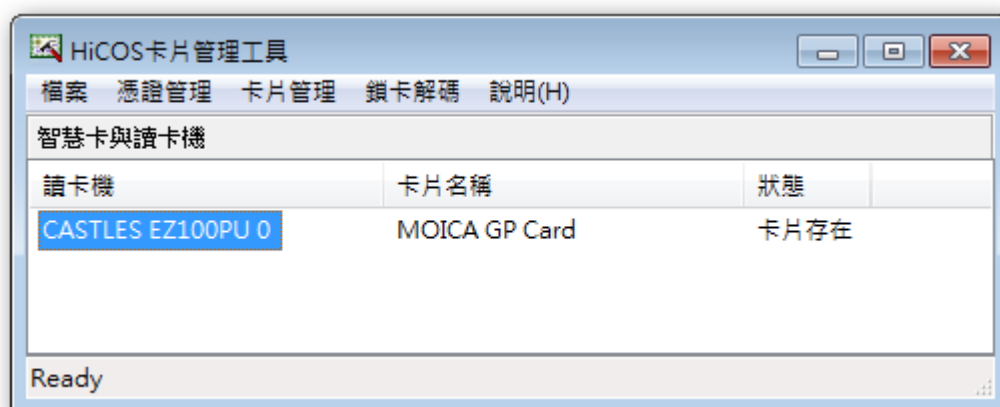 HiCOS卡片管理工具
檔案 憑證管理 卡片管理 鎖卡解碼 說明(H)
智慧卡與讀卡機
讀卡機 卡片名稱 狀態
CASTLES EZ100PU 0 MOICA GP Card 卡片存在
Ready